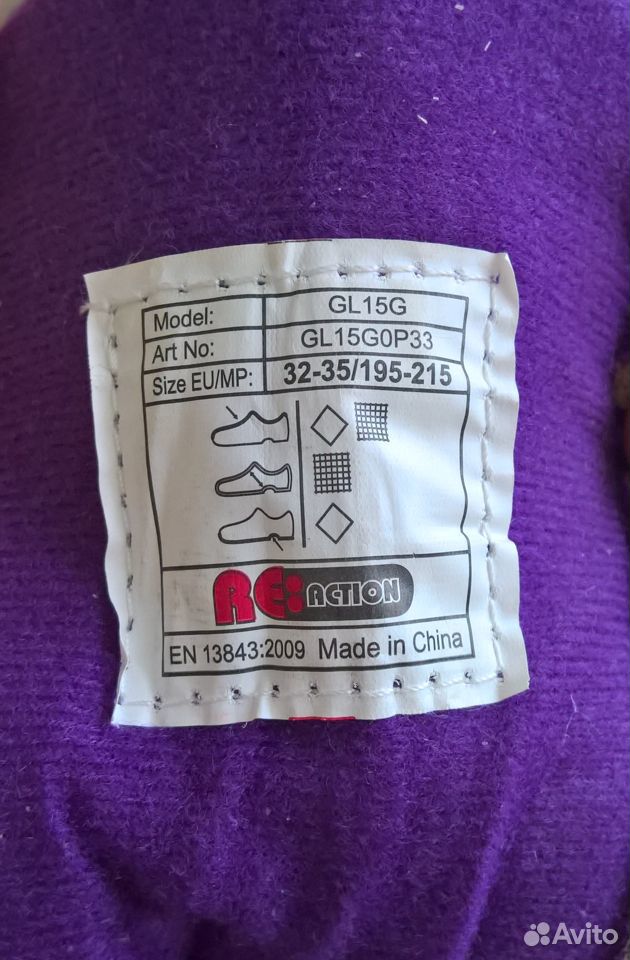 Model: GL15G
Art No: GL15G0P33
Size EU/MP: 32-35/195-215
RE:ACTION
EN 13843:2009 Made in China
Avito